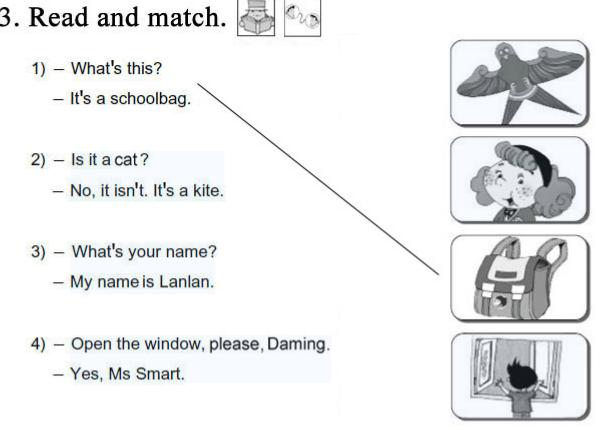 3. Read and match.
1) – What's this?
– It's a schoolbag.
2) – Is it a cat?
– No, it isn't. It's a kite.
3) – What's your name?
– My name is Lanlan.
4) – Open the window, please, Daming.
– Yes, Ms Smart.